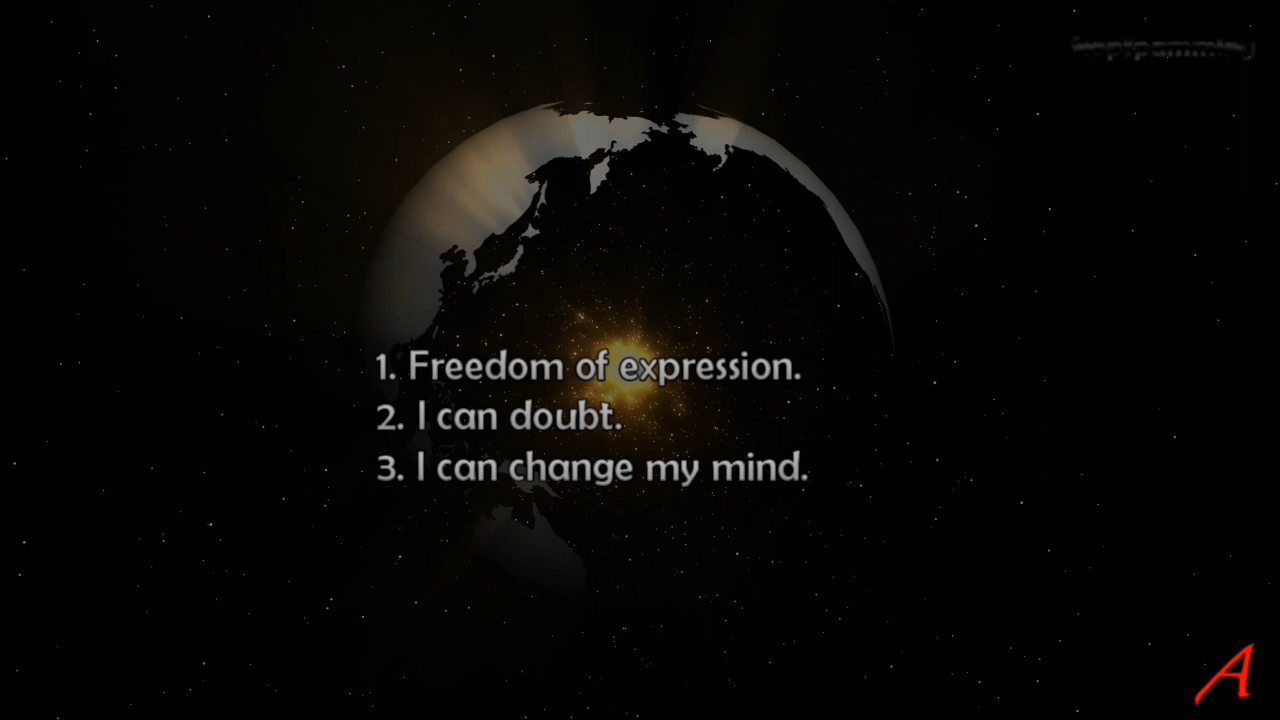 1. Freedom of expression.
2. I can doubt.
3. I can change my mind.
A